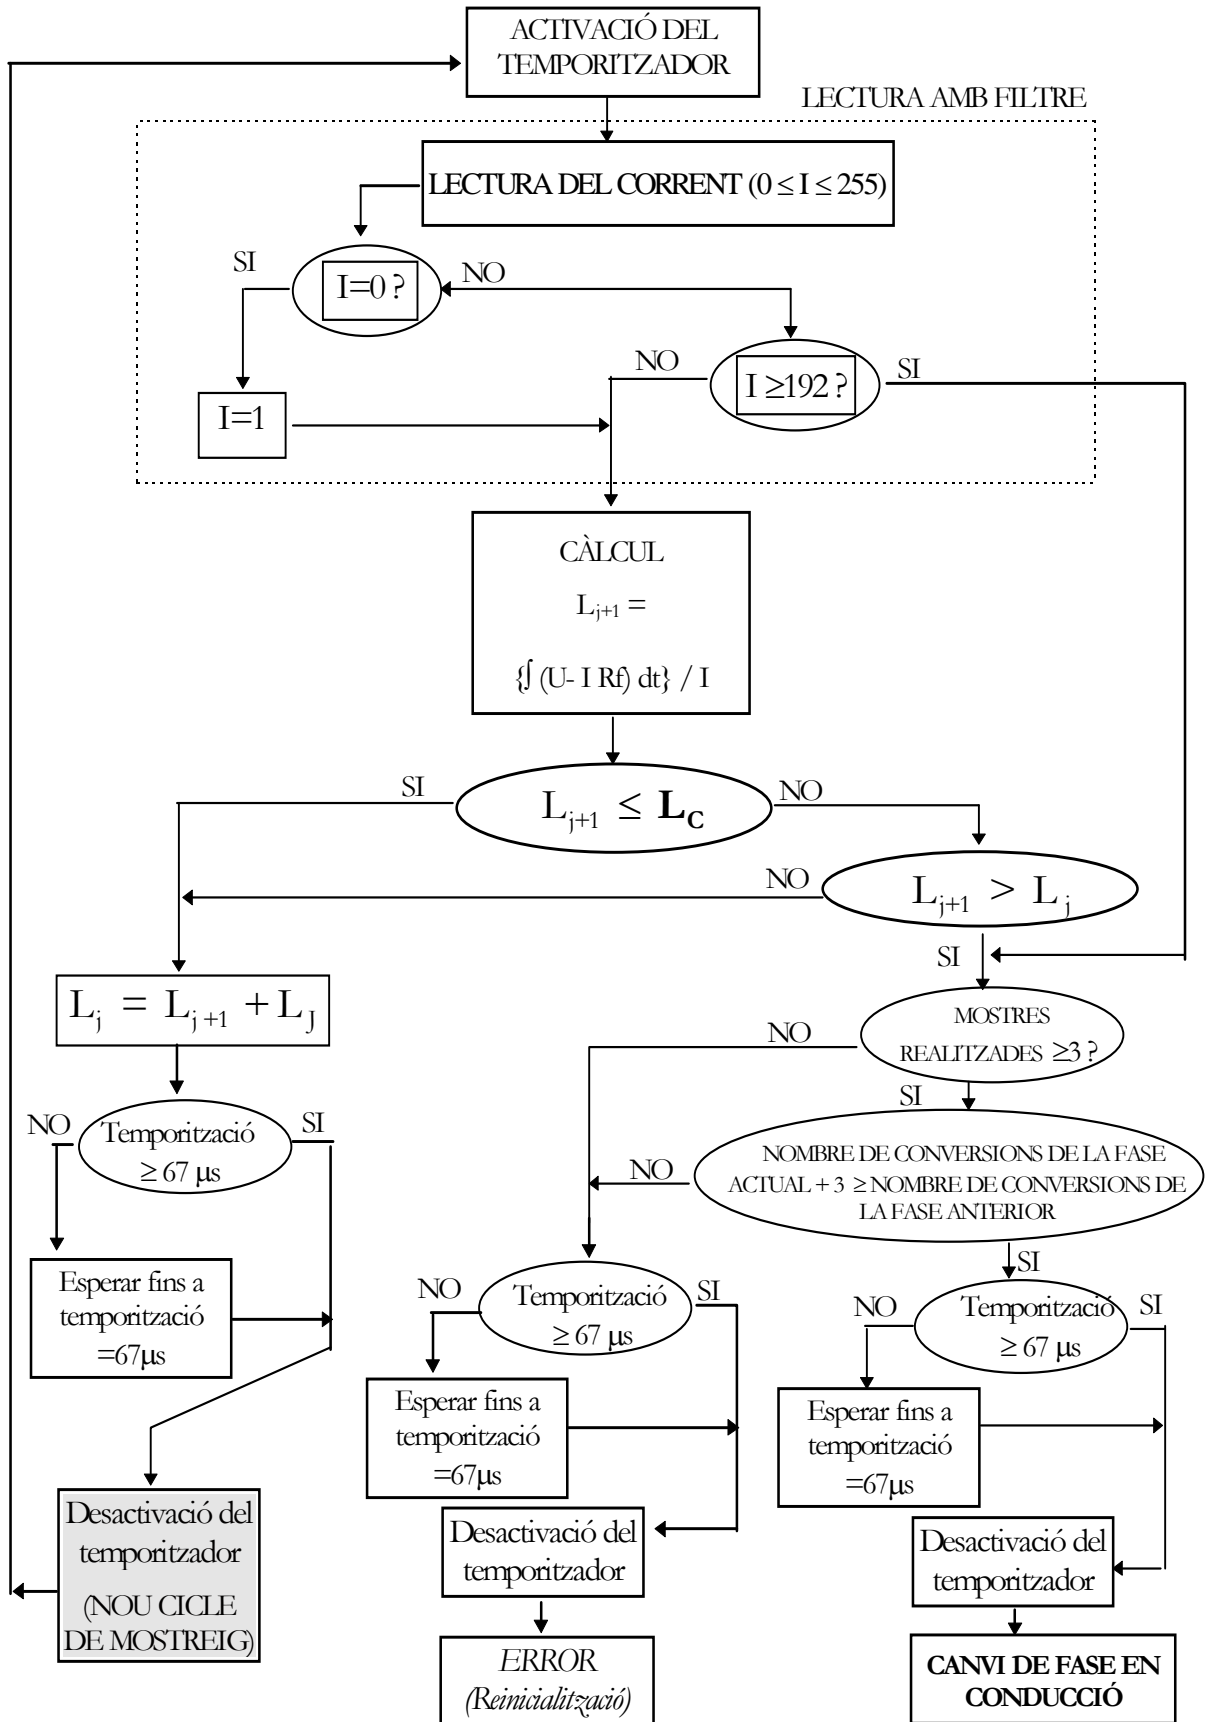 ACTIVACIÓ DEL
TEMPORITZADOR
LECTURA AMB FILTRE
LECTURA DEL CORRENT (0 ≤ I ≤ 255)
SI
I=0 ?
NO
NO
I ≥192 ?
SI
I=1
CÀLCUL
Lj+1 =
{∫ (U- I Rf) dt} / I
SI
Lj+1 ≤ LC
NO
NO
Lj+1 > Lj
SI
Lj = Lj+1 + LJ
MOSTRES
REALITZADES ≥3 ?
NO
SI
NO
Temporització
≥ 67 µs
SI
NO
NOMBRE DE CONVERSIONS DE LA FASE
ACTUAL + 3 ≥ NOMBRE DE CONVERSIONS DE
LA FASE ANTERIOR
SI
Esperar fins a
temporització
=67µs
NO
Temporització
≥ 67 µs
SI
NO
Temporització
≥ 67 µs
SI
Esperar fins a
temporització
=67µs
Esperar fins a
temporització
=67µs
Desactivació del
temporitzador
(NOU CICLE
DE MOSTREIG)
Desactivació del
temporitzador
Desactivació del
temporitzador
ERROR
(Reinicialització)
CANVI DE FASE EN
CONDUCCIÓ